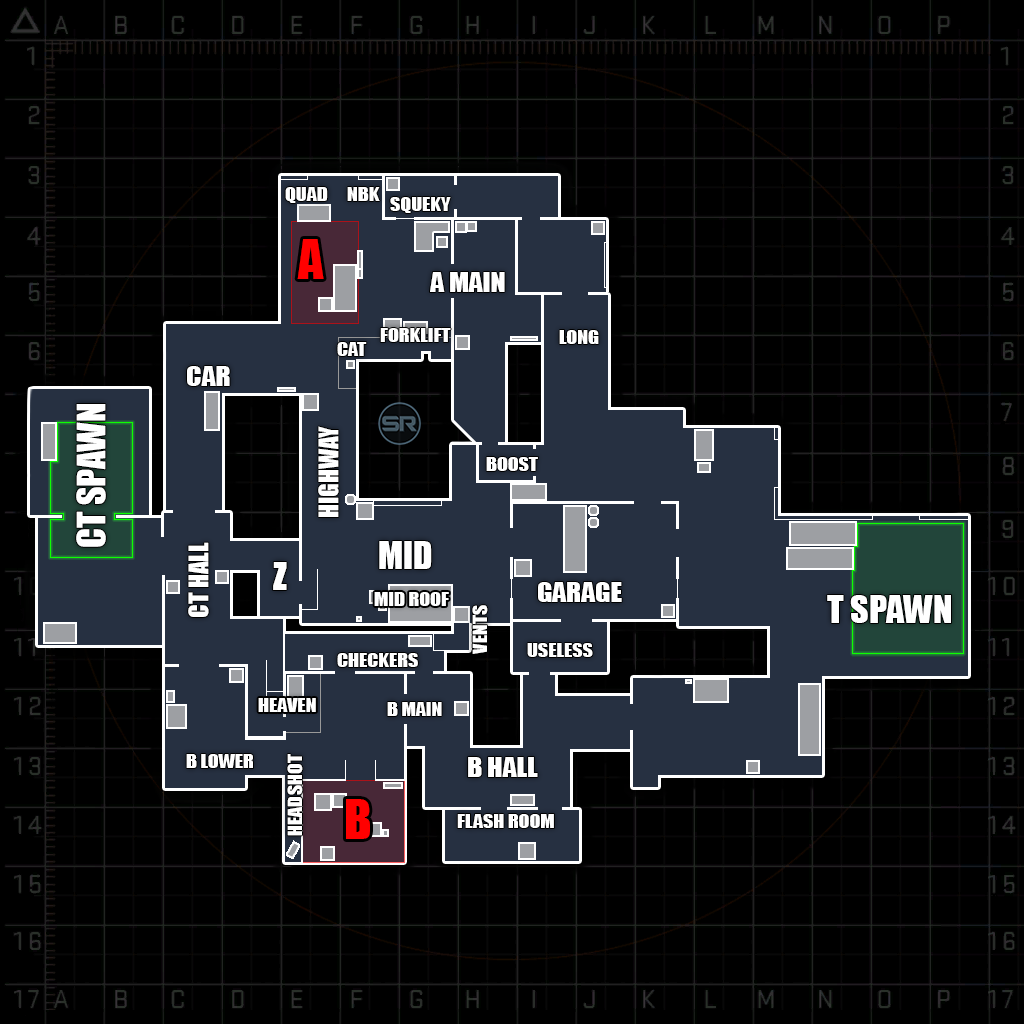 A B C D E F G H I J K L M N O P
1 1
2 2
3 3
QUAD NBK SQUEKY
4 4
A
A MAIN
5 5
FORKLIFT LONG
6 CAT 6
CAR
7 7
CT SPAWN
SR
HIGHWAY
8 BOOST 8
9 9
MID
CT HALL
Z
10 10
GARAGE
MID ROOF
T SPAWN
VENTS
11 11
USELESS
CHECKERS
12 HEAVEN B MAIN 12
B LOWER
13 B HALL 13
HEADSHOT
14 B FLASH ROOM 14
15 15
16 16
17 A B C D E F G H I J K L M N O P 17